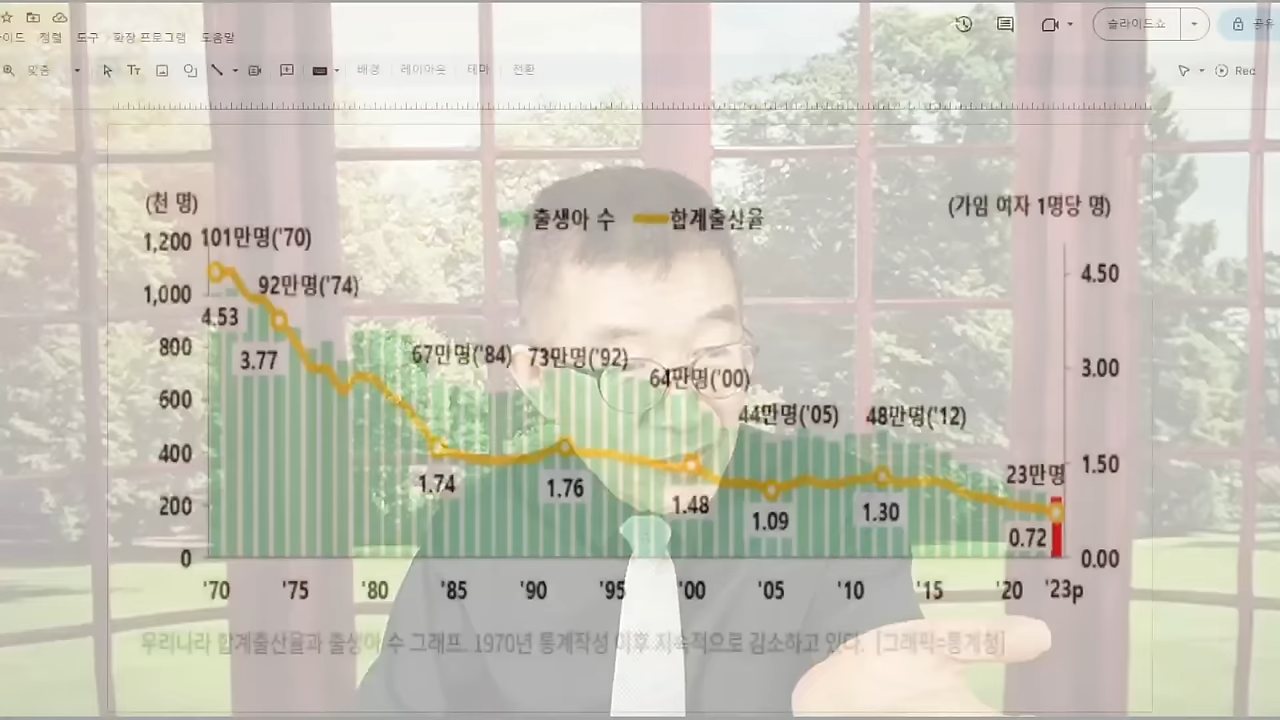 정렬 도구 확장 프로그램 도움말
슬라이드쇼 공유
맞춤 배경 레이아웃 테마 전환 Rec
(천 명) (가임 여자 1명당 명)
출생아 수 합계출산율
1,200 101만명('70) 4.50
1,000 92만명('74)
4.53
800 3.77 67만명('84) 73만명('92) 64만명('00) 3.00
600 44만명('05) 48만명('12)
400 1.50
23만명
1.74 1.76 1.48 1.09 1.30
200 0.72
0 0.00
'70 '75 '80 '85 '90 '95 '00 '05 '10 '15 '20 '23p
우리나라 합계출산율과 출생아 수 그래프. 1970년 통계작성 이후 지속적으로 감소하고 있다. [그래픽=통계청]